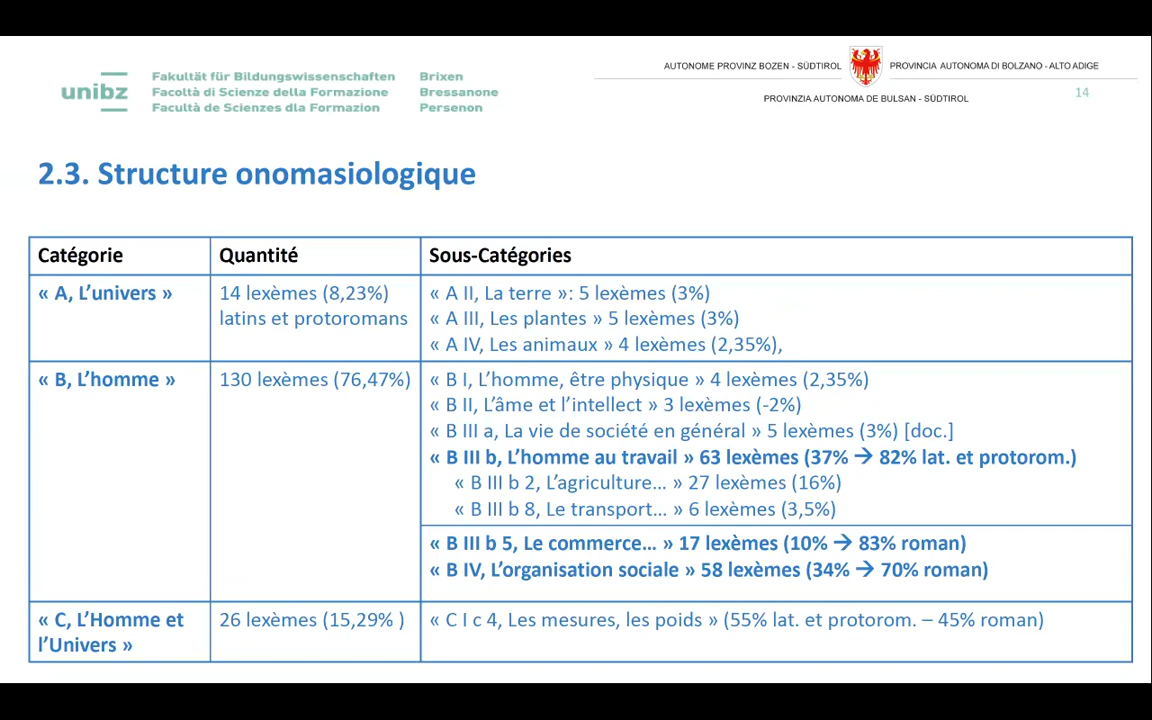 unibz
Fakultät für Bildungswissenschaften
Facoltà di Scienze della Formazione
Facultà de Scienzes dla Formazion
Brixen
Bressanone
Persenon
AUTONOME PROVINZ BOZEN - SÜDTIROL
PROVINCIA AUTONOMA DI BOLZANO - ALTO ADIGE
PROVINZIA AUTONOMA DE BULSAN - SÜDTIROL
14
2.3. Structure onomasiologique
Catégorie
Quantité
Sous-Catégories
« A, L’univers »
14 lexèmes (8,23%)
latins et protoromans
« A II, La terre »: 5 lexèmes (3%)
« A III, Les plantes » 5 lexèmes (3%)
« A IV, Les animaux » 4 lexèmes (2,35%),
« B, L’homme »
130 lexèmes (76,47%)
« B I, L’homme, être physique » 4 lexèmes (2,35%)
« B II, L’âme et l’intellect » 3 lexèmes (-2%)
« B III a, La vie de société en général » 5 lexèmes (3%) [doc.]
« B III b, L’homme au travail » 63 lexèmes (37% → 82% lat. et protorom.)
« B III b 2, L’agriculture… » 27 lexèmes (16%)
« B III b 8, Le transport… » 6 lexèmes (3,5%)
« B III b 5, Le commerce… » 17 lexèmes (10% → 83% roman)
« B IV, L’organisation sociale » 58 lexèmes (34% → 70% roman)
« C, L’Homme et
l’Univers »
26 lexèmes (15,29% )
« C I c 4, Les mesures, les poids » (55% lat. et protorom. – 45% roman)